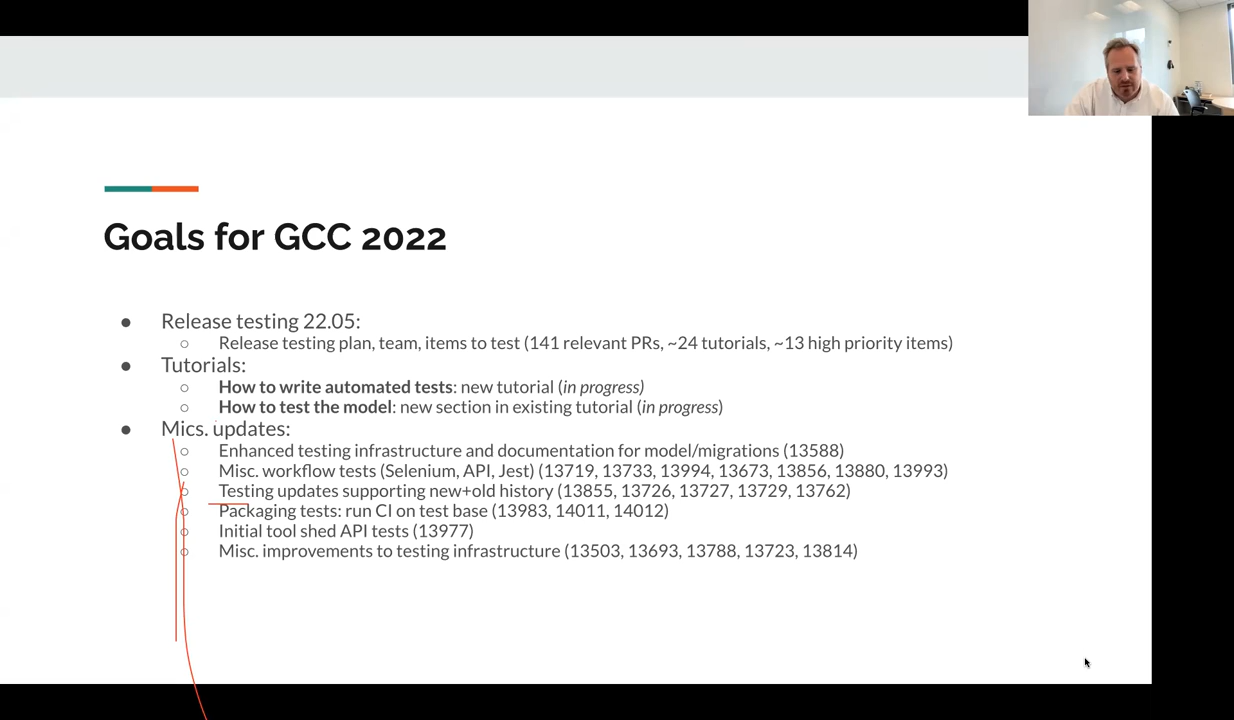 Goals for GCC 2022
● Release testing 22.05:
○ Release testing plan, team, items to test (141 relevant PRs, ~24 tutorials, ~13 high priority items)
● Tutorials:
○ How to write automated tests: new tutorial (in progress)
○ How to test the model: new section in existing tutorial (in progress)
● Mics. updates:
○ Enhanced testing infrastructure and documentation for model/migrations (13588)
○ Misc. workflow tests (Selenium, API, Jest) (13719, 13733, 13994, 13673, 13856, 13880, 13993)
○ Testing updates supporting new+old history (13855, 13726, 13727, 13729, 13762)
○ Packaging tests: run CI on test base (13983, 14011, 14012)
○ Initial tool shed API tests (13977)
○ Misc. improvements to testing infrastructure (13503, 13693, 13788, 13723, 13814)